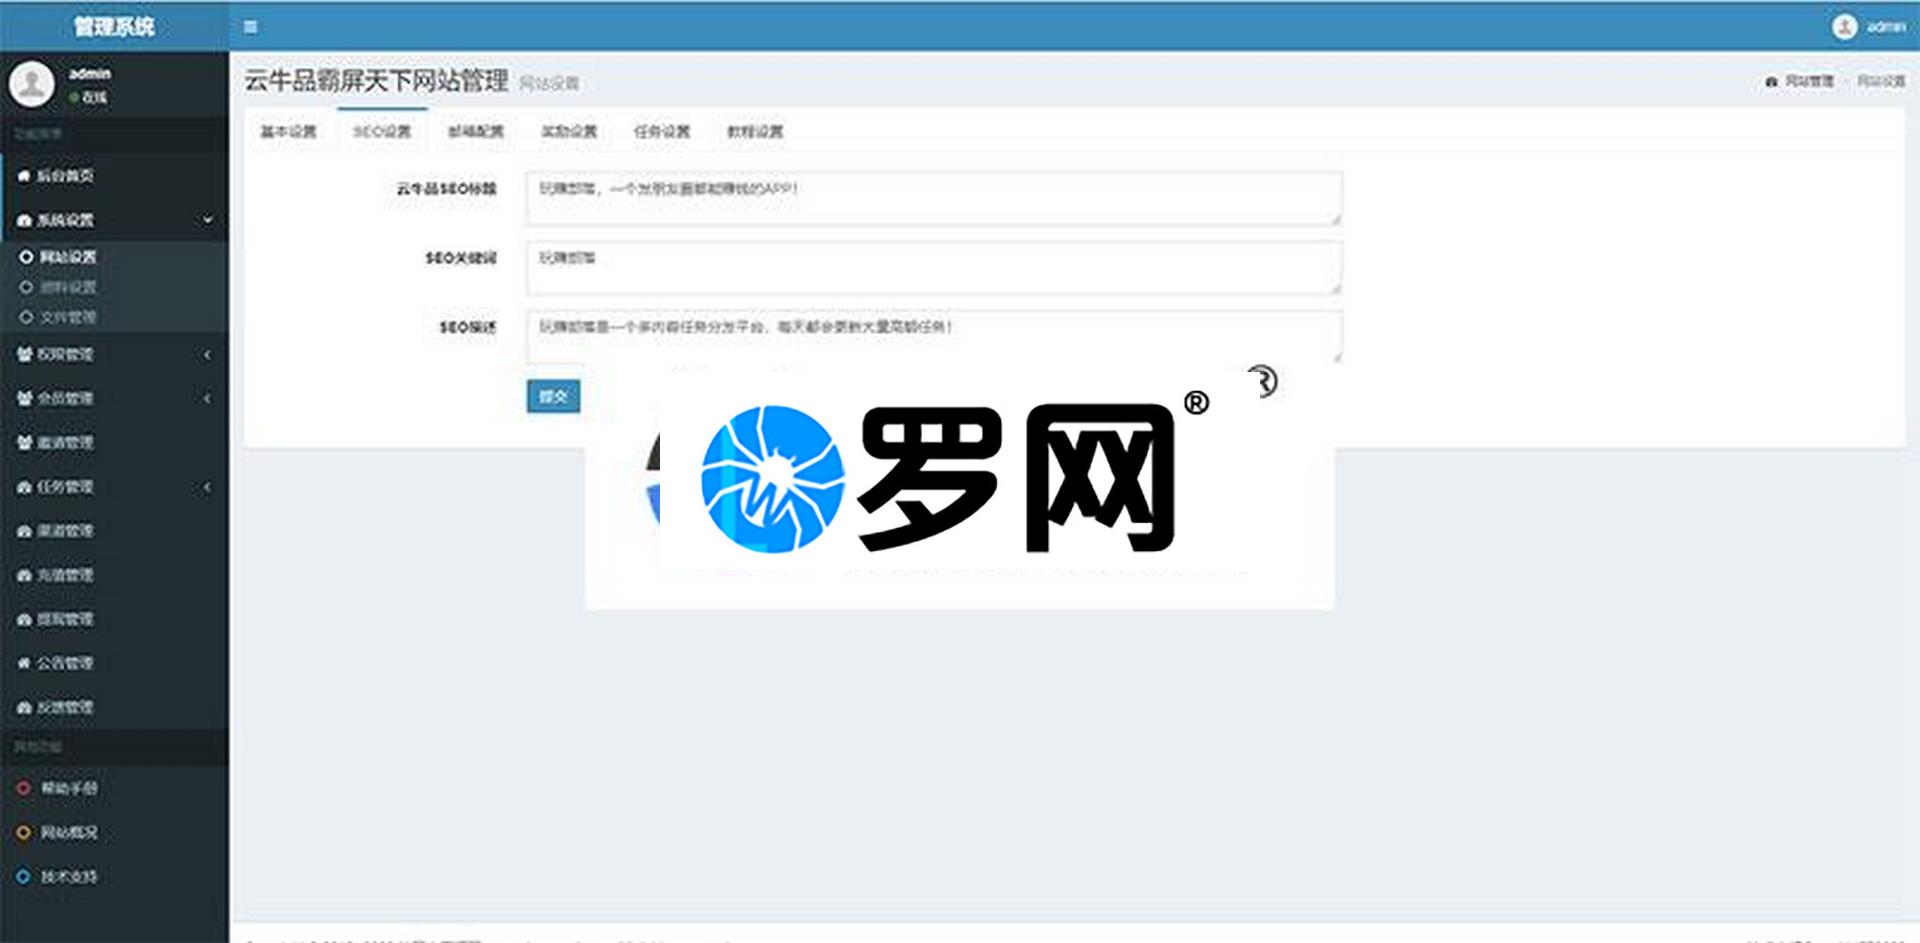 管理系统
admin
admin
在线
后台首页
系统设置
网站设置
资料设置
文件管理
权限管理
会员管理
邀请管理
任务管理
渠道管理
充值管理
提现管理
公告管理
反馈管理
其他功能
帮助手册
网站概况
技术支持
云牛品霸屏天下网站管理 网站设置
网站管理 网站设置
基本设置 SEO设置 邮箱配置 奖励设置 任务设置 教程设置
云牛品SEO标题 玩赚部落，一个发朋友圈都能赚钱的APP！
SEO关键词 玩赚部落
SEO描述 玩赚部落是一个多内容任务分发平台，每天都会更新大量高额任务！
提交
罗网®
®